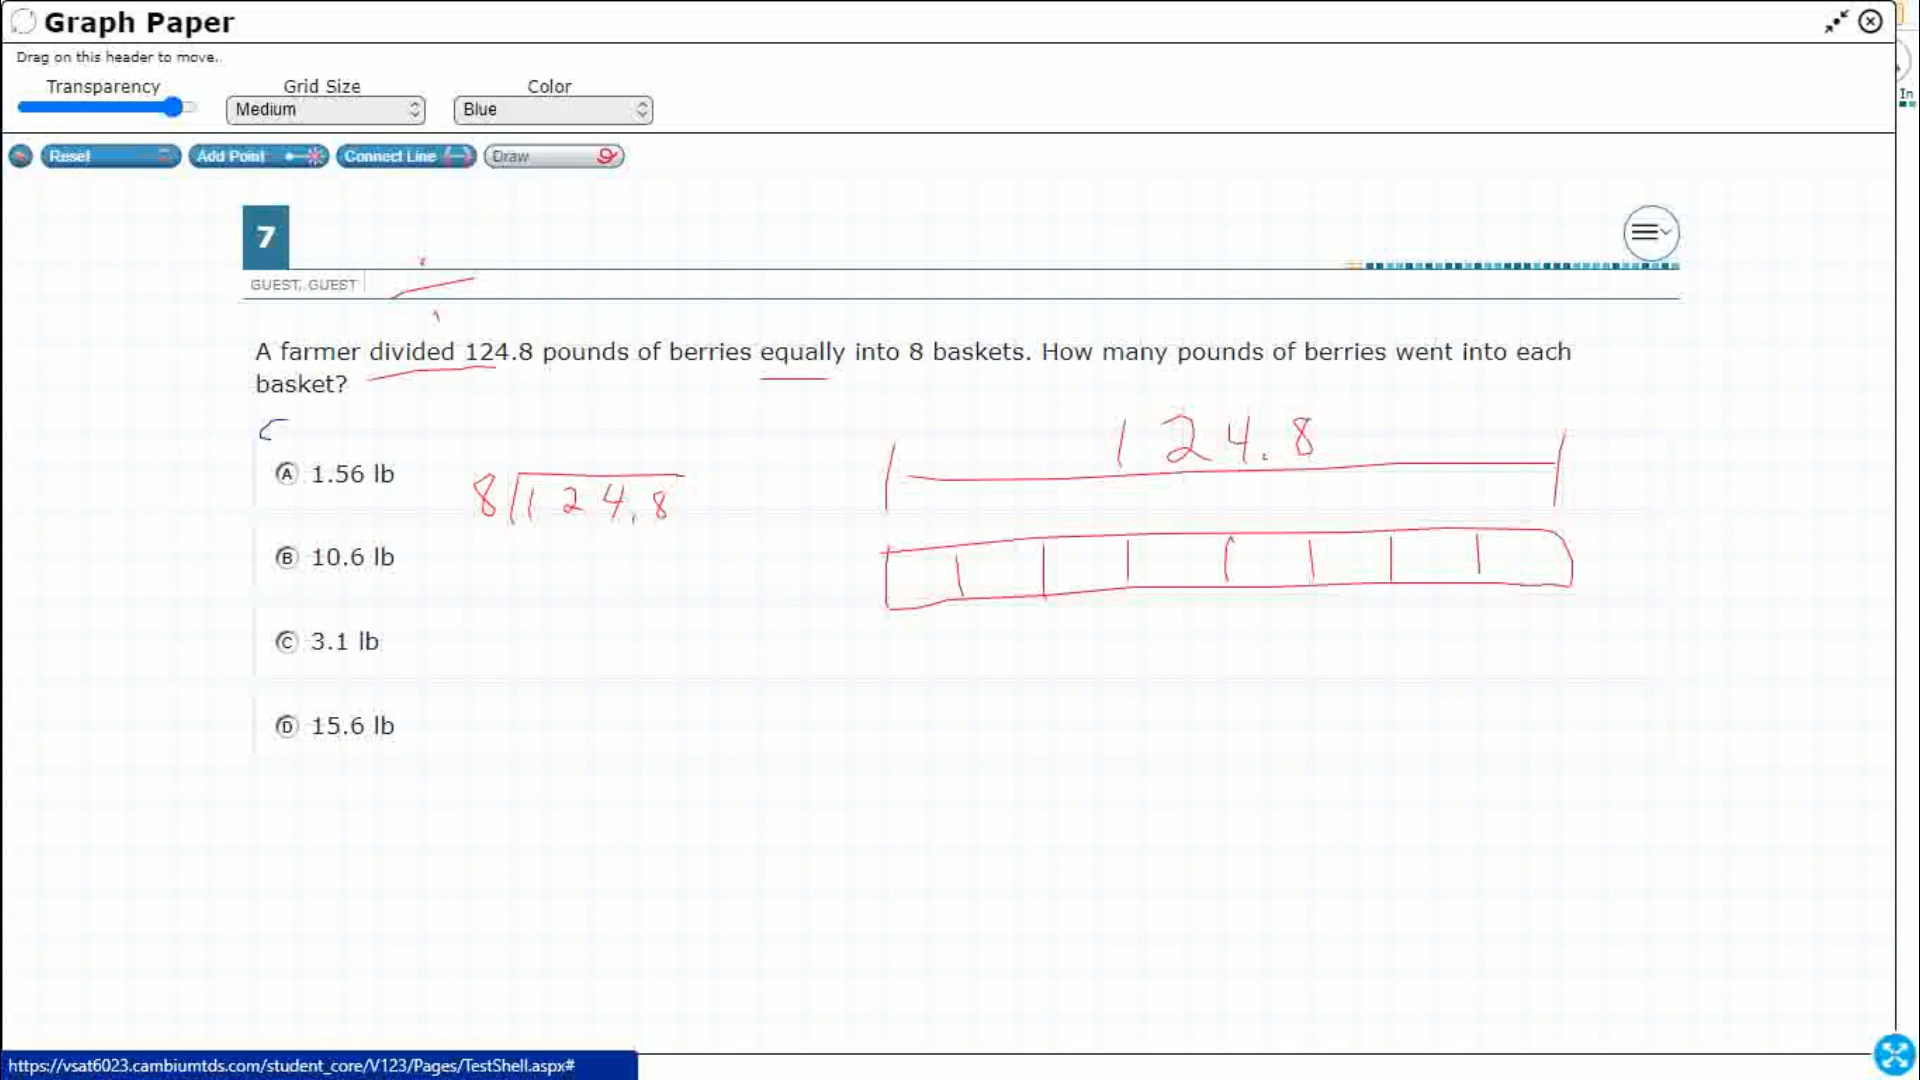 Graph Paper
Drag on this header to move..
Transparency
Grid Size
Color
Medium
Blue
Reset
Add Point
Connect Line
Draw
In
7
GUEST, GUEST
A farmer divided 124.8 pounds of berries equally into 8 baskets. How many pounds of berries went into each
basket?
124.8
A 1.56 lb
8 124.8
B 10.6 lb
C 3.1 lb
D 15.6 lb
https://vsat6023.cambiumtds.com/student_core/V123/Pages/TestShell.aspx#